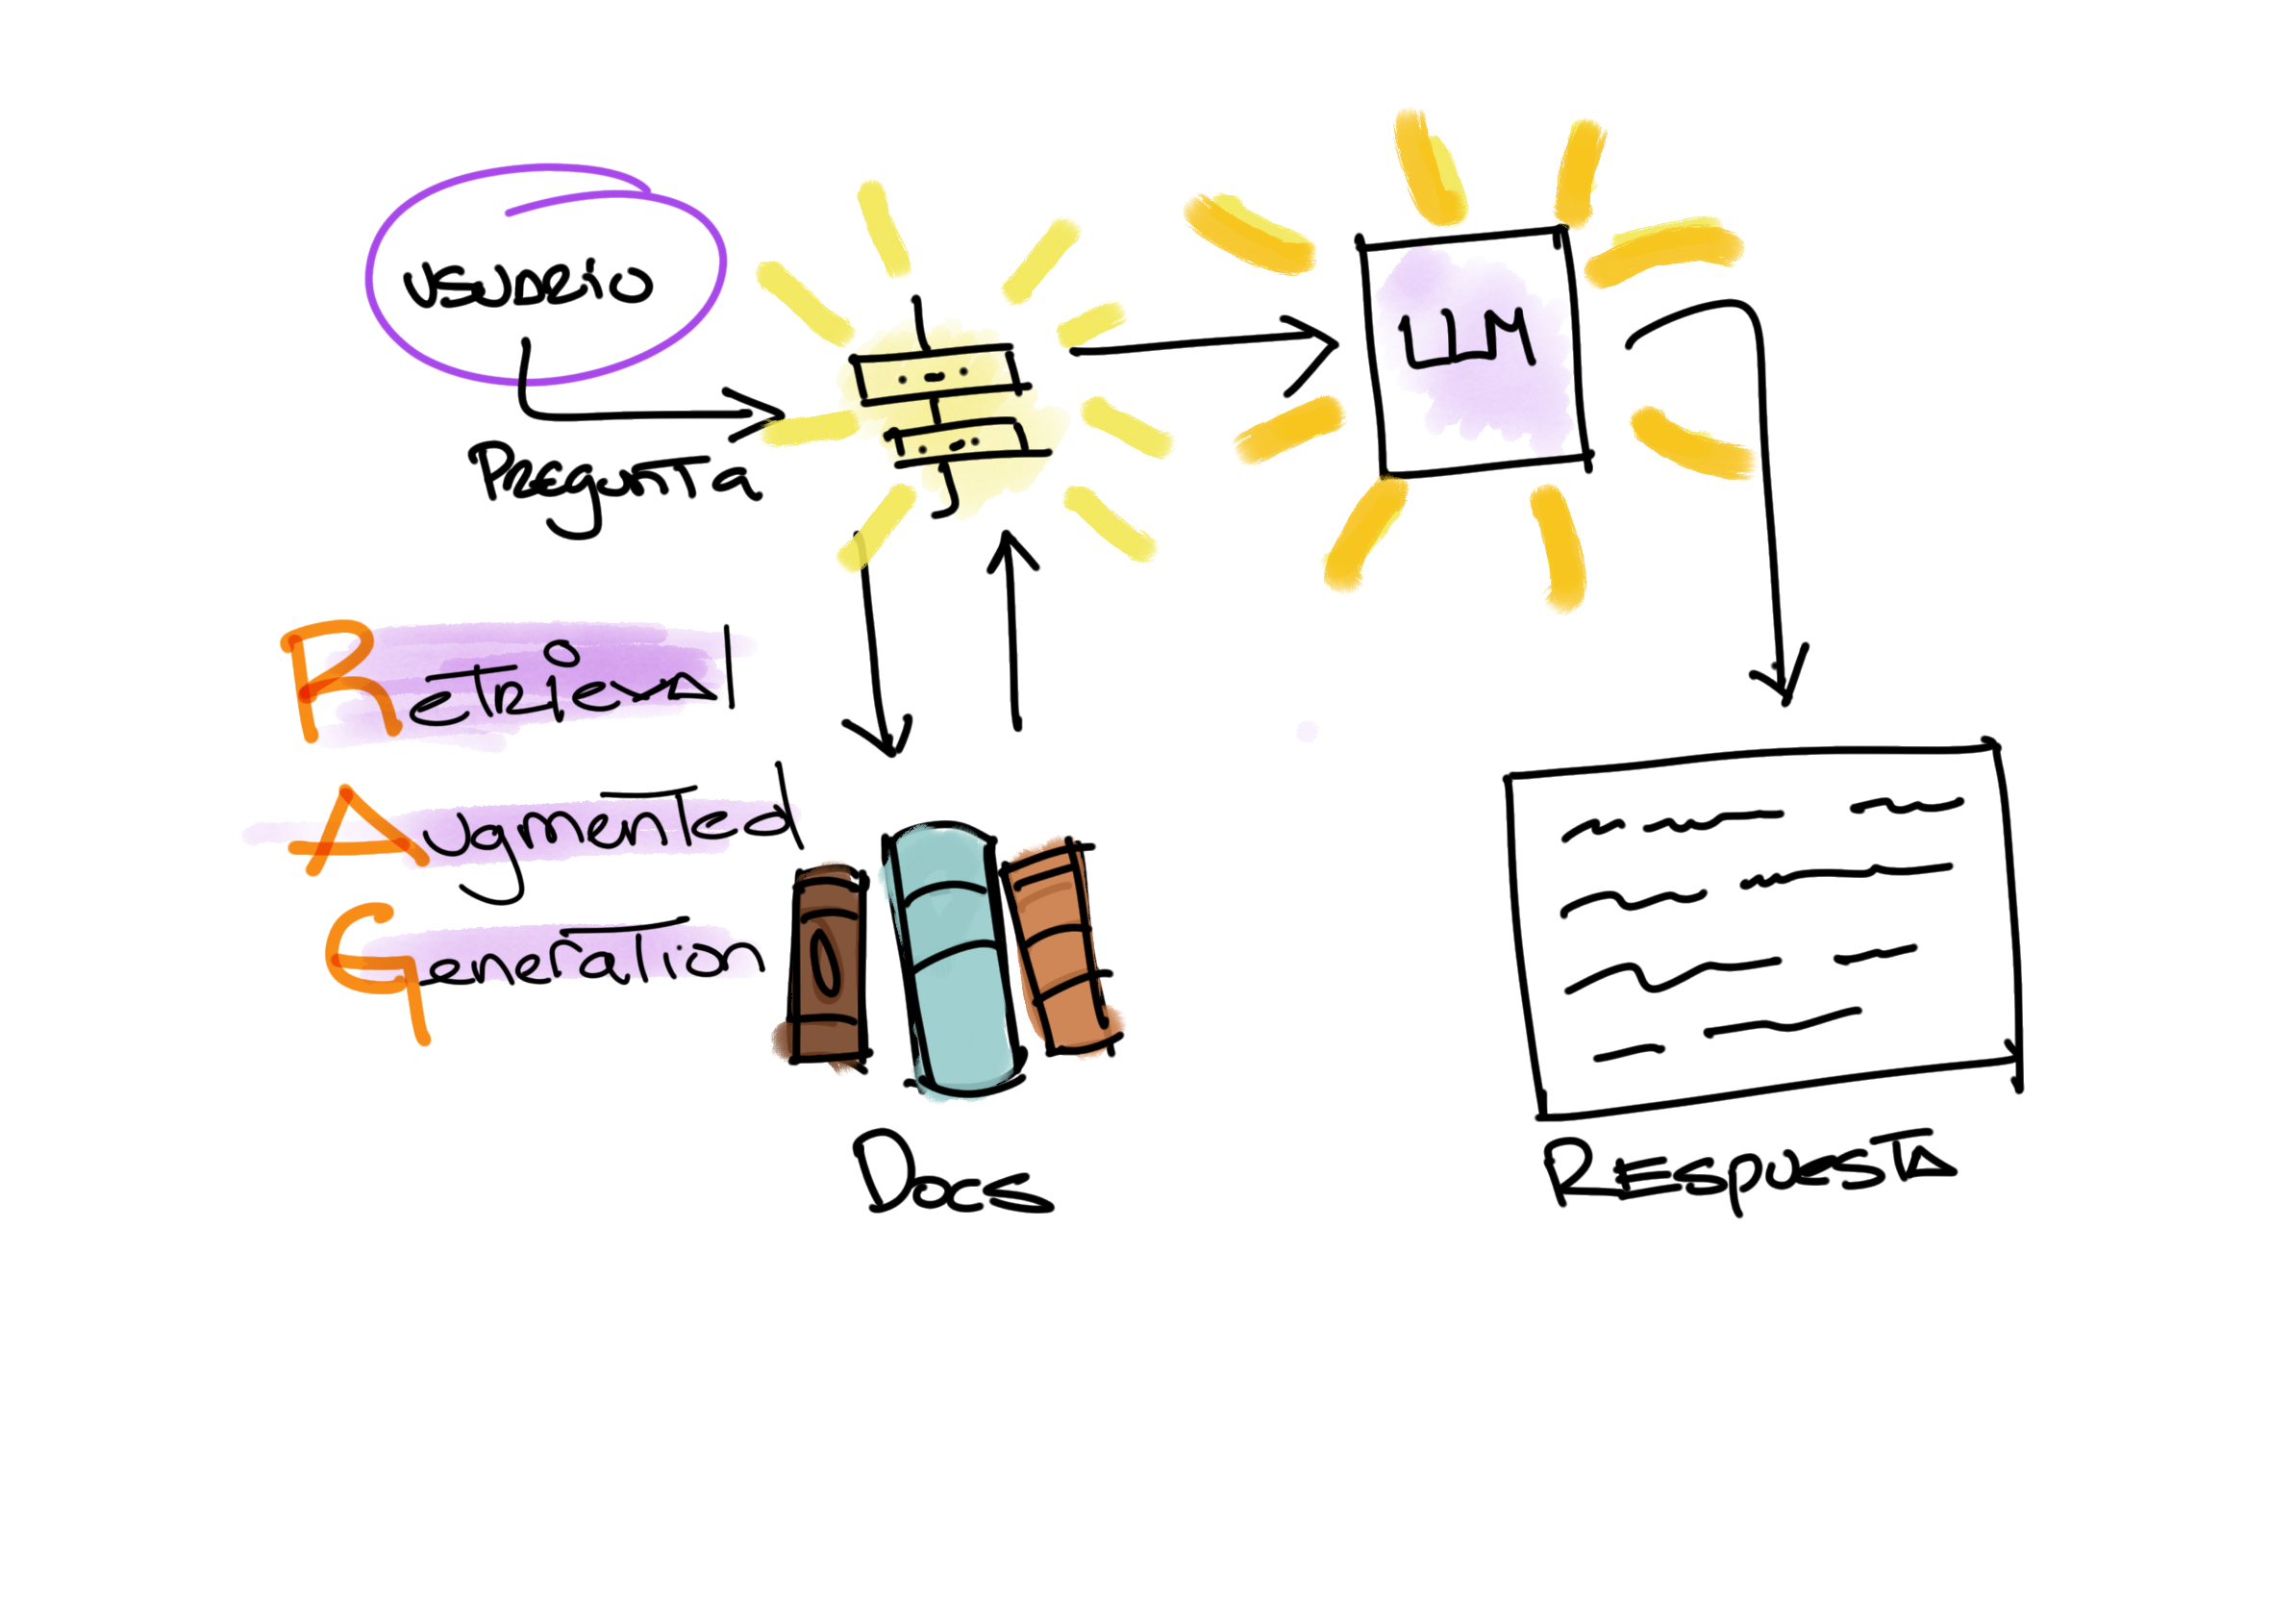 Usuario
Pregunta
LLM
Retrieval
Augmented
Generation
Docs
Respuesta